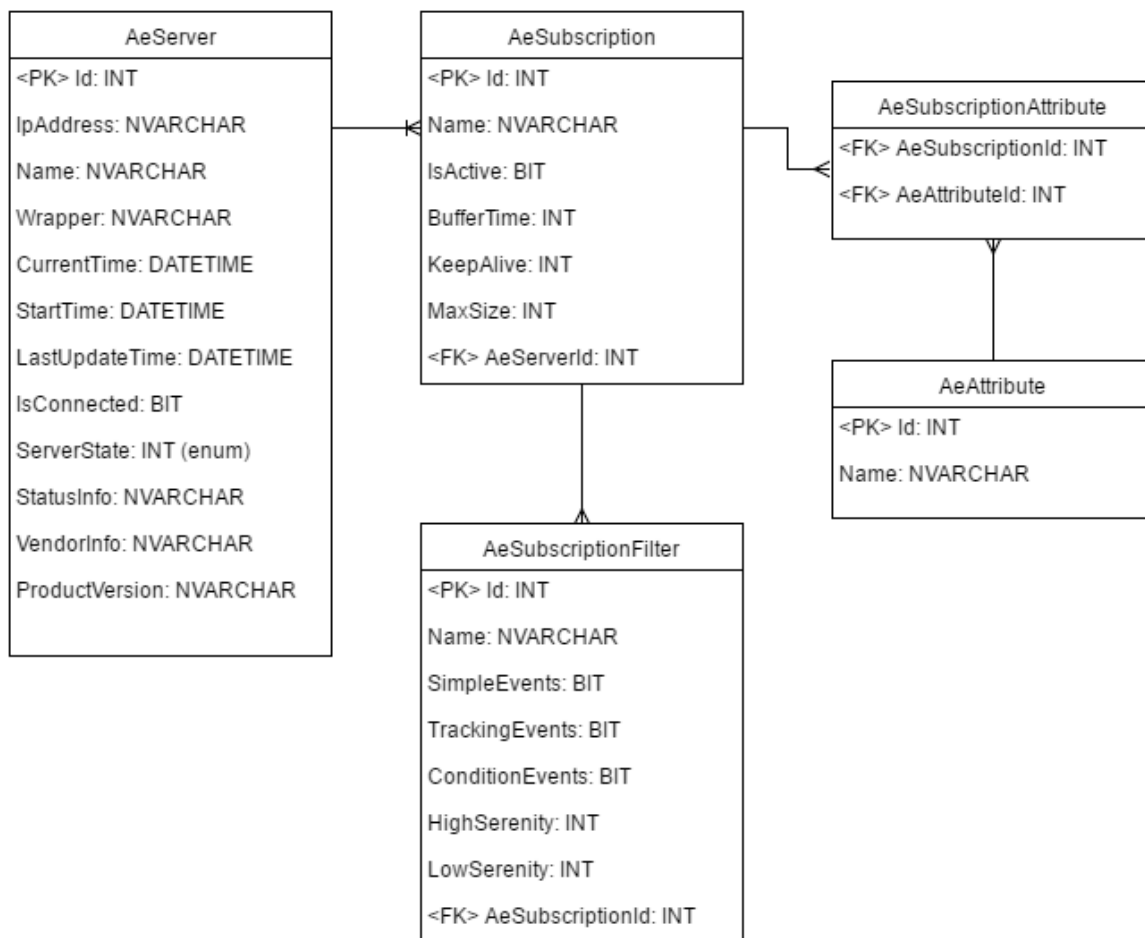 AeServer
<PK> Id: INT
IpAddress: NVARCHAR
Name: NVARCHAR
Wrapper: NVARCHAR
CurrentTime: DATETIME
StartTime: DATETIME
LastUpdateTime: DATETIME
IsConnected: BIT
ServerState: INT (enum)
StatusInfo: NVARCHAR
VendorInfo: NVARCHAR
ProductVersion: NVARCHAR
AeSubscription
<PK> Id: INT
Name: NVARCHAR
IsActive: BIT
BufferTime: INT
KeepAlive: INT
MaxSize: INT
<FK> AeServerId: INT
AeSubscriptionAttribute
<FK> AeSubscriptionId: INT
<FK> AeAttributeId: INT
AeAttribute
<PK> Id: INT
Name: NVARCHAR
AeSubscriptionFilter
<PK> Id: INT
Name: NVARCHAR
SimpleEvents: BIT
TrackingEvents: BIT
ConditionEvents: BIT
HighSerenity: INT
LowSerenity: INT
<FK> AeSubscriptionId: INT